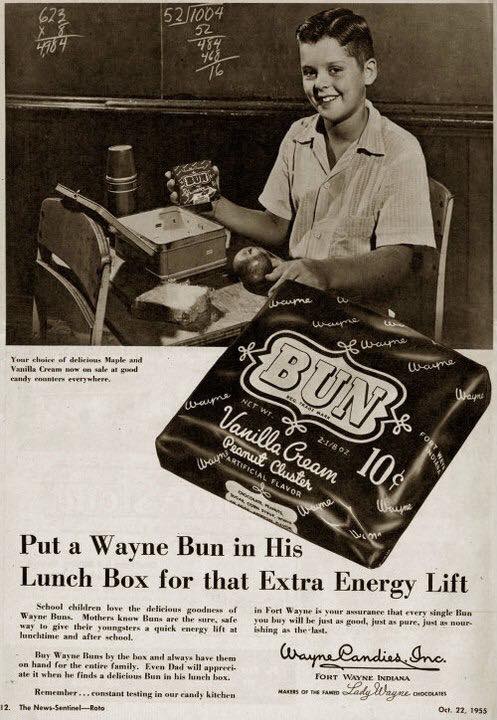 623
x 8
4984
52/1004
52
484
468
16
BUN
Your choice of delicious Maple and
Vanilla Cream now on sale at good
candy counters everywhere.
Wayne
Wayne
Wayne
Wayne
Wayne
Wayne
BUN
REG. TRADE MARK
NET WT. 2-1/8 OZ.
Vanilla Cream
Peanut Cluster
10¢
ARTIFICIAL FLAVOR
Wayne
Wayne
Wayne
Put a Wayne Bun in His
Lunch Box for that Extra Energy Lift
School children love the delicious goodness of
Wayne Buns. Mothers know Buns are the sure, safe
way to give their youngsters a quick energy lift at
lunchtime and after school.
Buy Wayne Buns by the box and always have them
on hand for the entire family. Even Dad will appreci-
ate it when he finds a delicious Bun in his lunch box.
Remember . . . constant testing in our candy kitchen
in Fort Wayne is your assurance that every single Bun
you buy will be just as good, just as pure, just as nour-
ishing as the last.
Wayne Candies, Inc.
FORT WAYNE INDIANA
MAKERS OF THE FAMED Lady Wayne CHOCOLATES
12. The News-Sentinel—Roto
Oct. 22, 1955